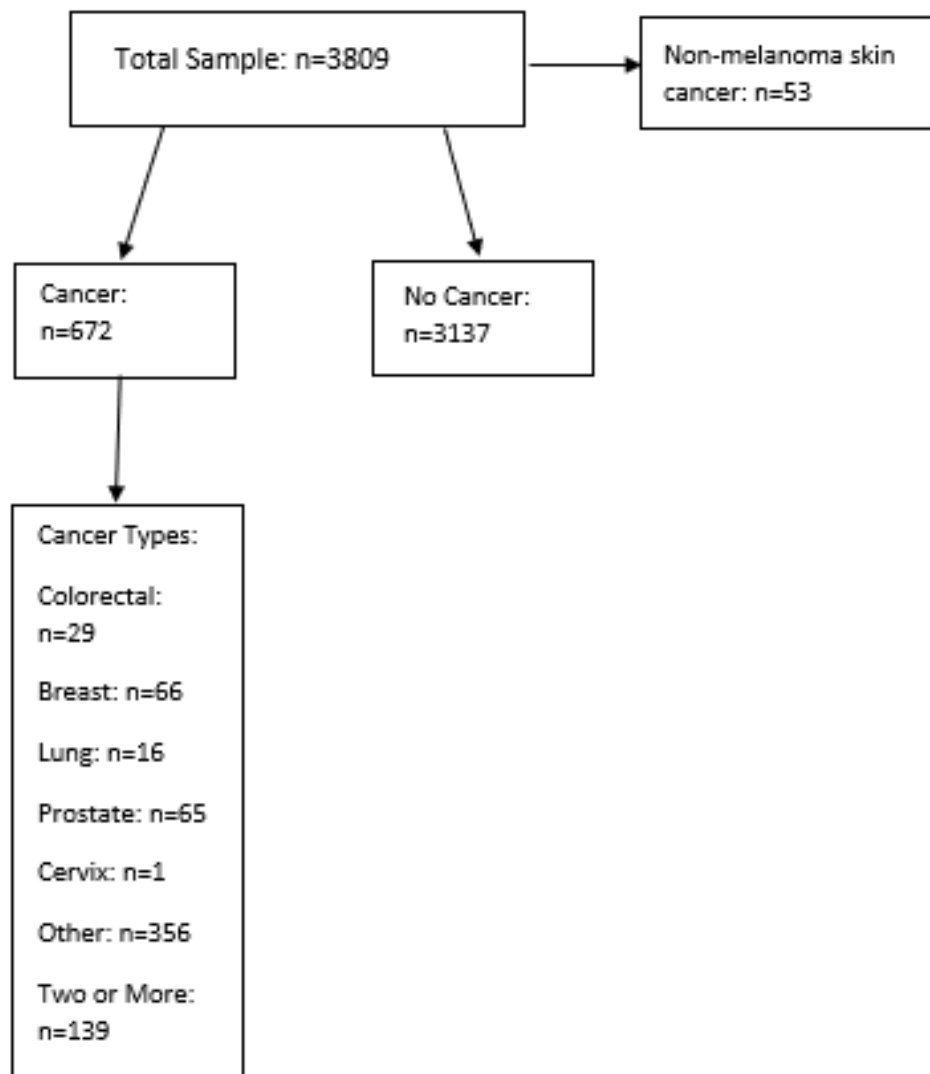 Total Sample: n=3809
Non-melanoma skin
cancer: n=53
Cancer:
n=672
No Cancer:
n=3137
Cancer Types:
Colorectal:
n=29
Breast: n=66
Lung: n=16
Prostate: n=65
Cervix: n=1
Other: n=356
Two or More:
n=139